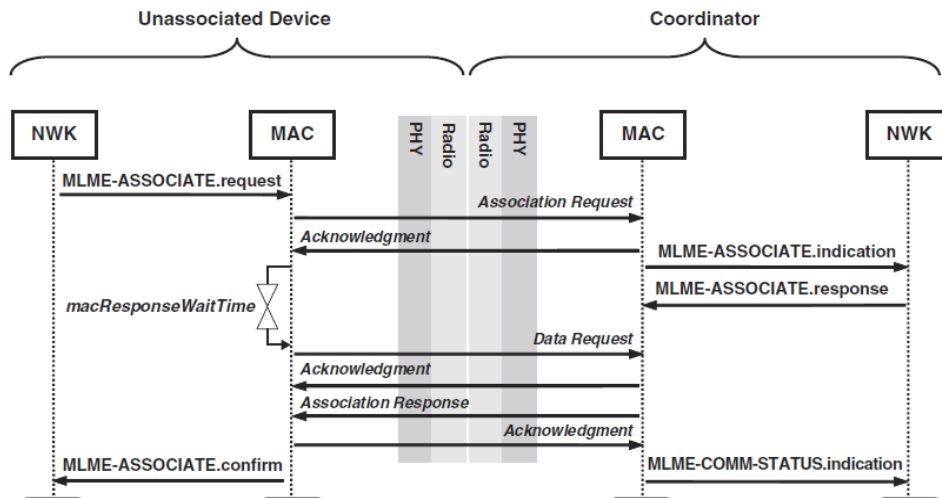 Unassociated Device
Coordinator
NWK
MAC
PHY
Radio
Radio
PHY
MAC
NWK
MLME-ASSOCIATE.request
Association Request
Acknowledgment
MLME-ASSOCIATE.indication
MLME-ASSOCIATE.response
macResponseWaitTime
Data Request
Acknowledgment
Association Response
Acknowledgment
MLME-ASSOCIATE.confirm
MLME-COMM-STATUS.indication